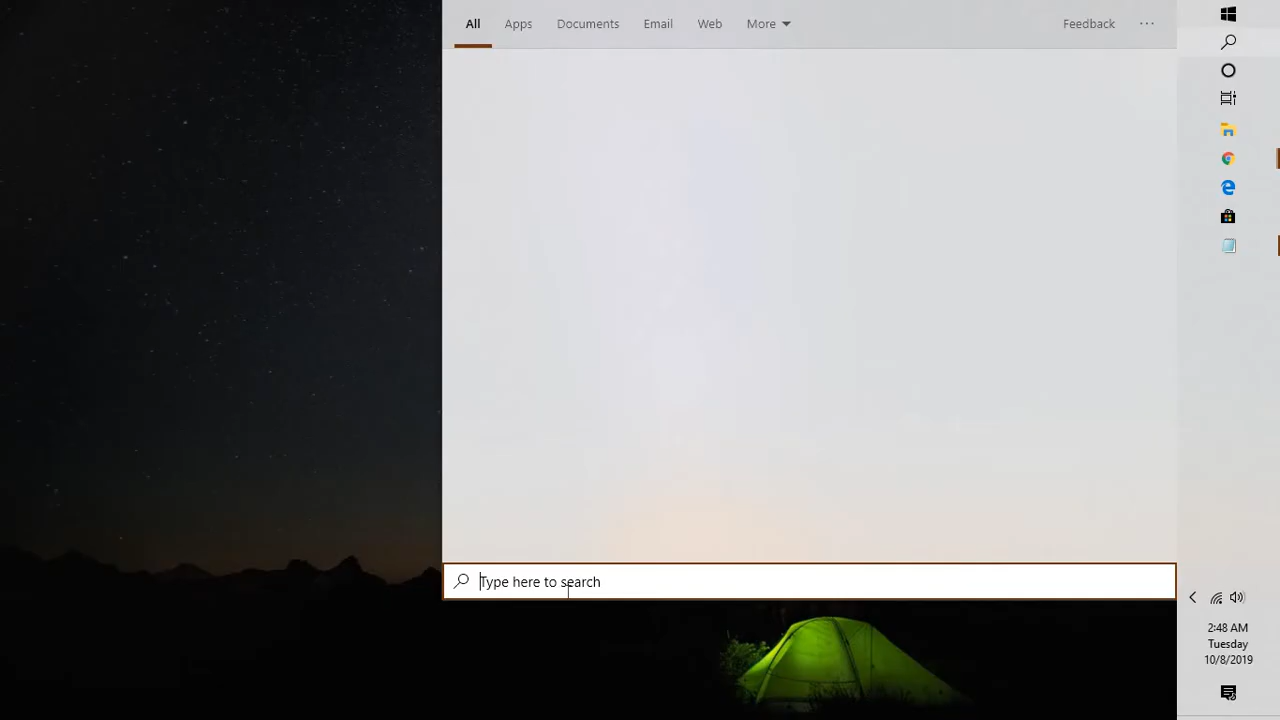 All Apps Documents Email Web More Feedback ...
Type here to search
2:48 AM
Tuesday
10/8/2019